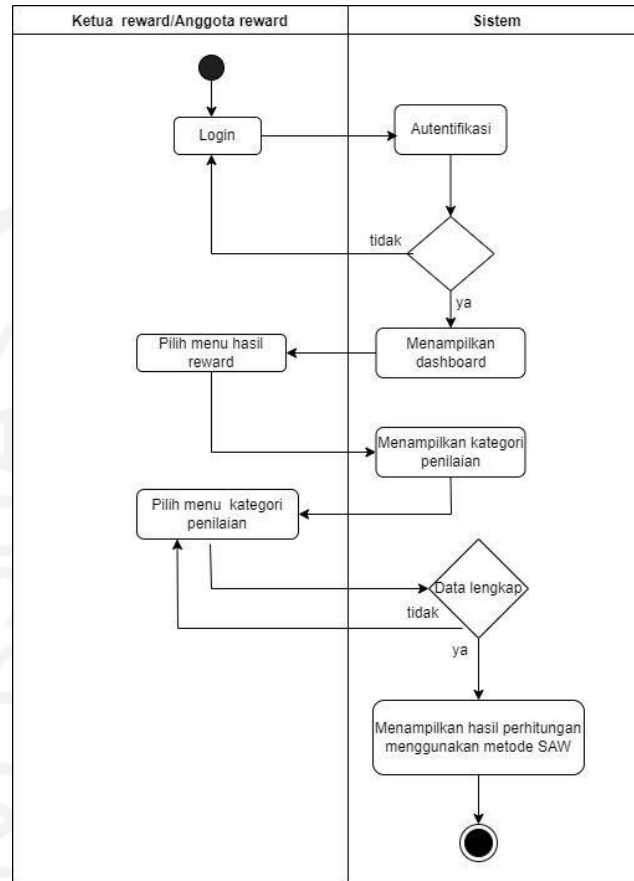 Ketua reward/Anggota reward
Sistem
Login
Autentifikasi
tidak
ya
Pilih menu hasil
reward
Menampilkan
dashboard
Menampilkan kategori
penilaian
Pilih menu kategori
penilaian
Data lengkap
tidak
ya
Menampilkan hasil perhitungan
menggunakan metode SAW